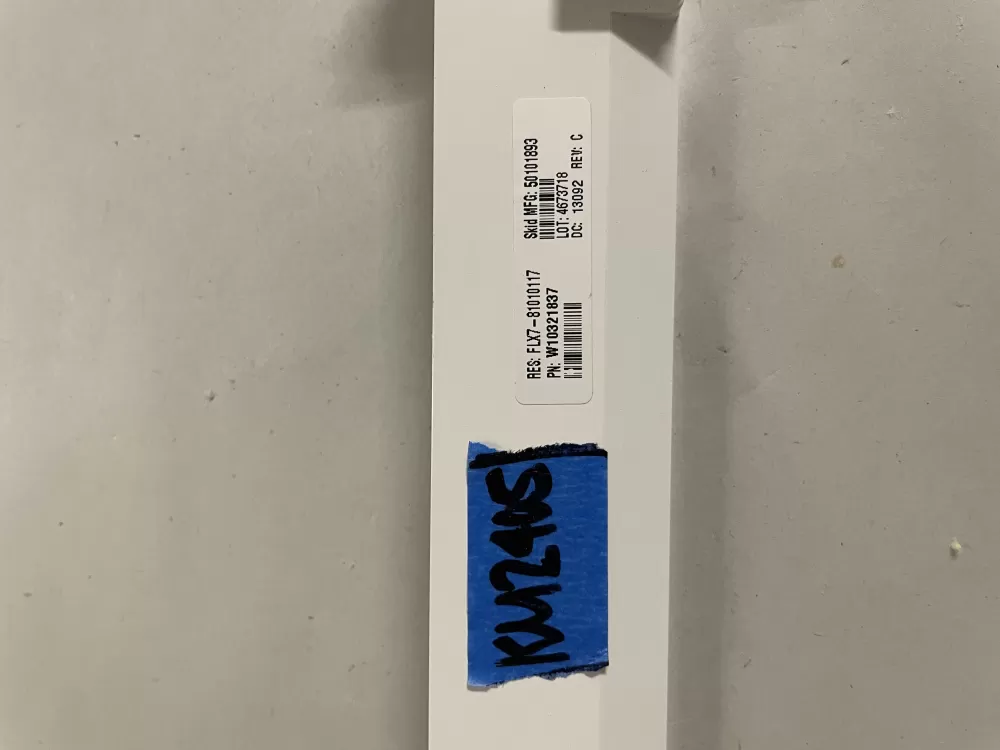 RES: FLX7-81010117
PN: W10321837
Skid MFG: 50101893
LOT: 4673718
DC: 13092 REV: C
KM2405